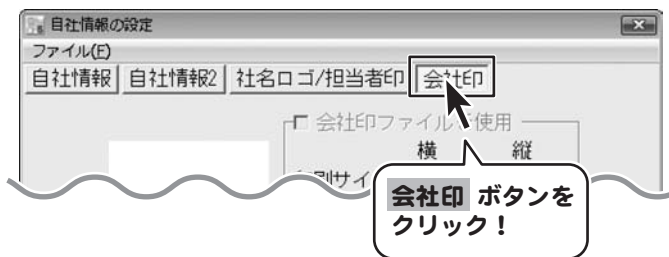 自社情報の設定
ファイル(E)
自社情報 自社情報2 社名ロゴ/担当者印 会社印
会社印ファイル 使用
横 縦
会社印 ボタンを
クリック！